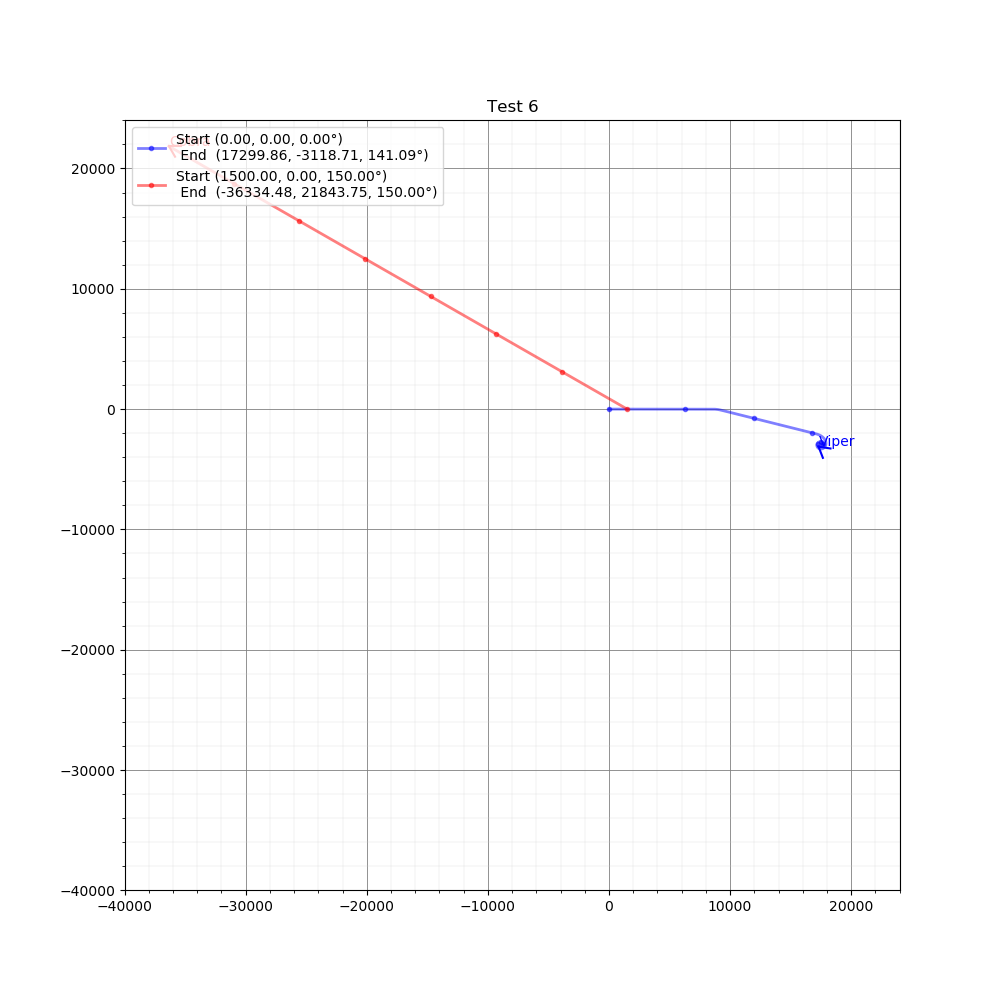 Test 6
Start (0.00, 0.00, 0.00°)
End (17299.86, -3118.71, 141.09°)
Start (1500.00, 0.00, 150.00°)
End (-36334.48, 21843.75, 150.00°)
20000
10000
0
Viper
−10000
−20000
−30000
−40000
−40000 −30000 −20000 −10000 0 10000 20000